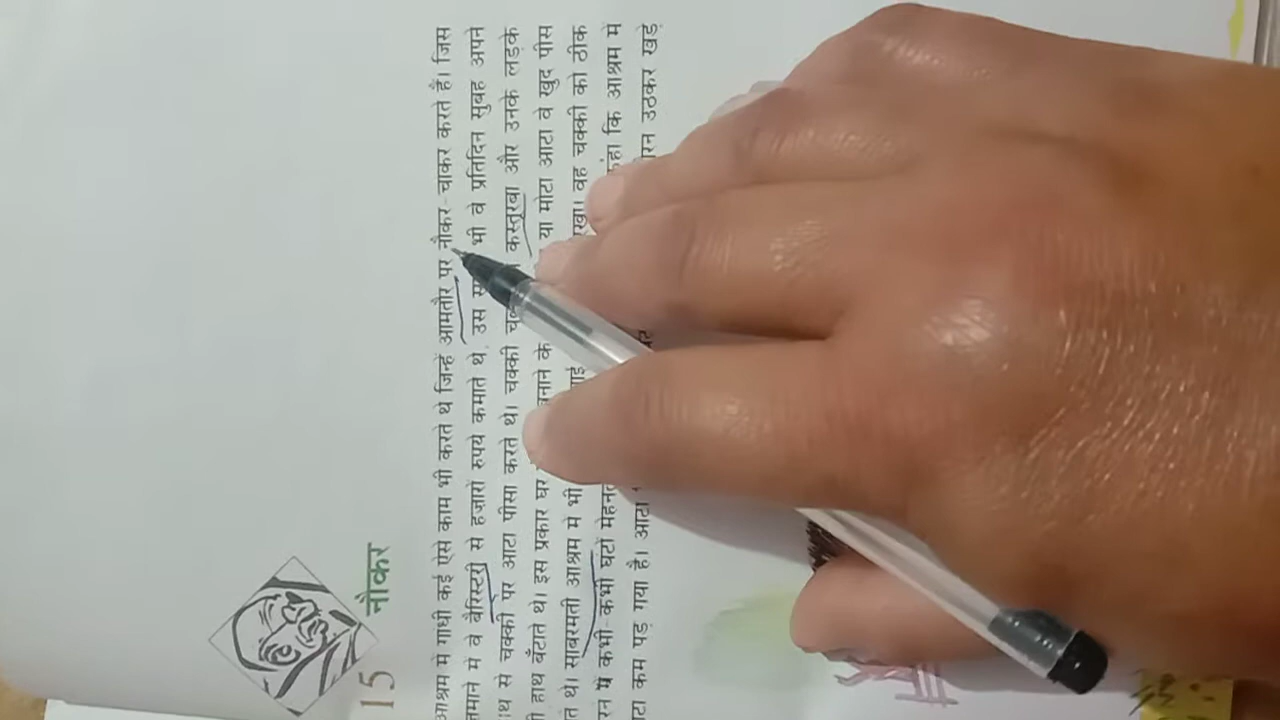 15
नौकर
आश्रम में गांधी कई ऐसे काम भी करते थे जिन्हें आमतौर पर नौकर-चाकर करते हैं। जिस
ज़माने में वे बैरिस्टरी से हज़ारों रुपये कमाते थे, उस भी वे प्रतिदिन सुबह अपने
हाथ से चक्की पर आटा पीसा करते थे। चक्की कस्तूरबा और उनके लड़के
भी हाथ बँटाते थे। इस प्रकार घर के या मोटा आटा वे खुद पीस
लेते थे। साबरमती आश्रम में भी वह चक्की को ठीक
करने में कभी-कभी घंटों कि आश्रम में
आटा कम पड़ गया है। आटा उठकर खड़े